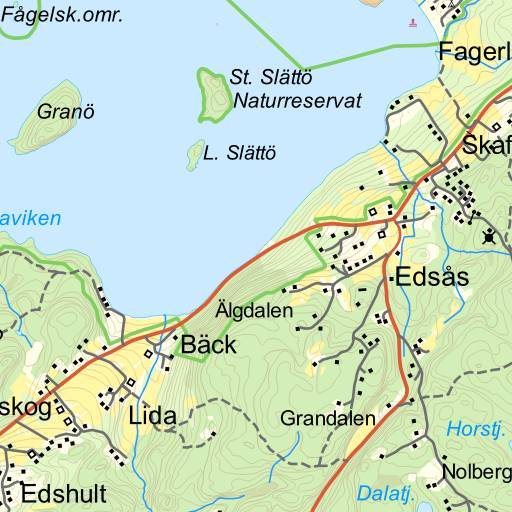 Fågelsk.omr.
Fagerl
St. Slättö
Naturreservat
Granö
L. Slättö
Skaf
aviken
Edsås
Älgdalen
Bäck
skog
Lida
Grandalen
Horstj.
Nolberg
Edshult
Dalatj.